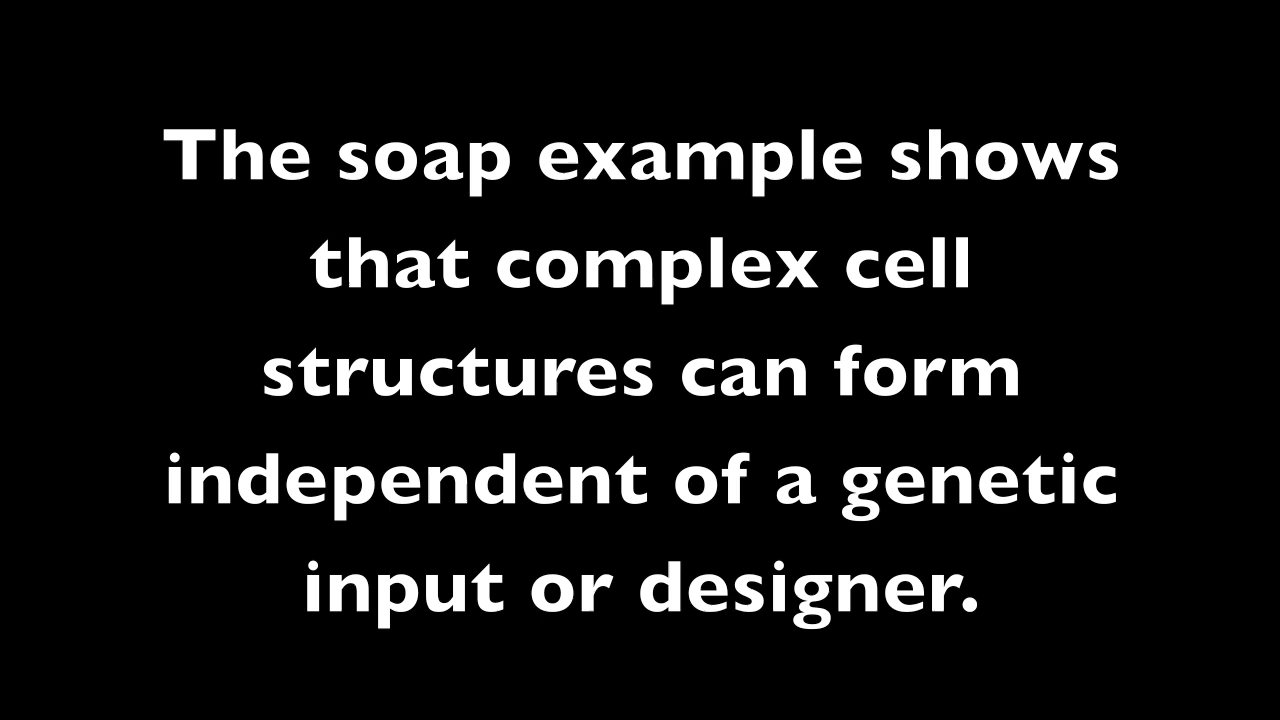 The soap example shows
that complex cell
structures can form
independent of a genetic
input or designer.